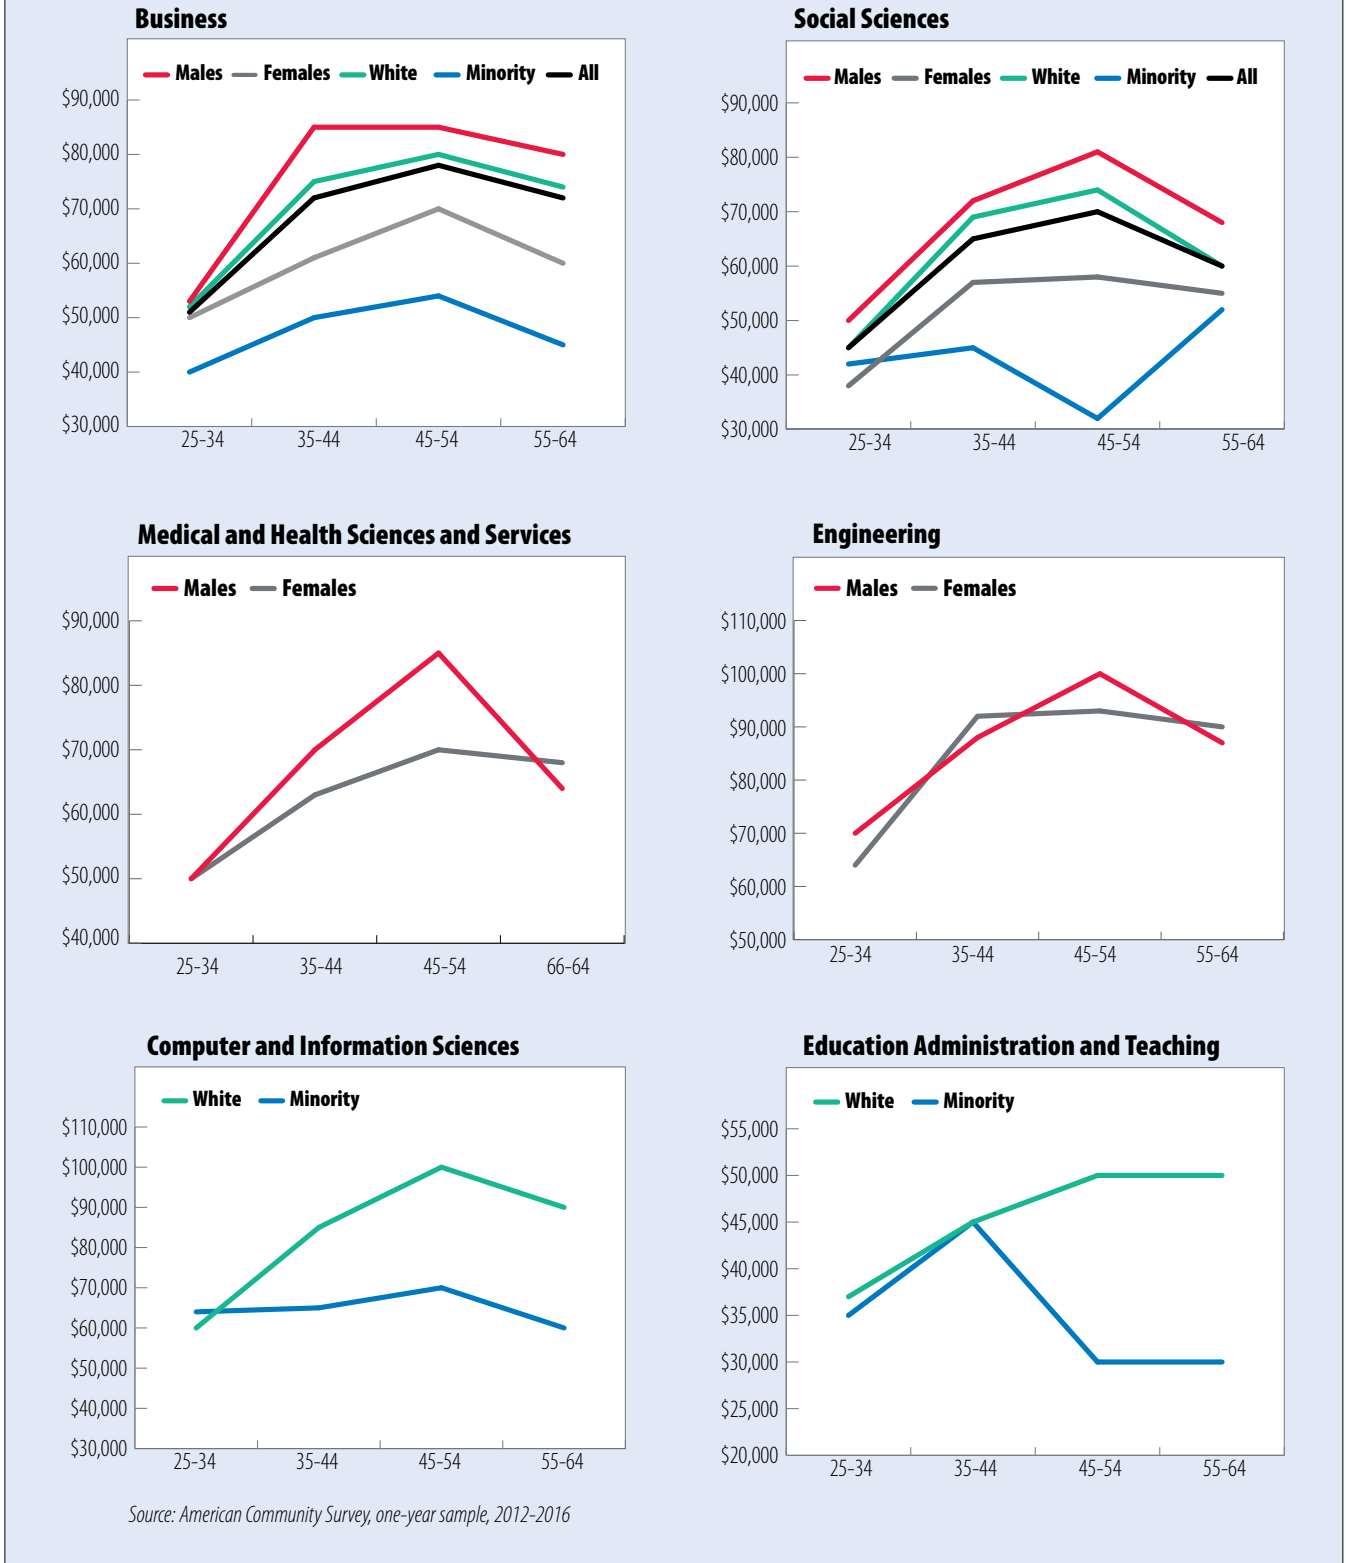 Business
Males Females White Minority All
$90,000
$80,000
$70,000
$60,000
$50,000
$40,000
$30,000
25-34 35-44 45-54 55-64
Social Sciences
Males Females White Minority All
$90,000
$80,000
$70,000
$60,000
$50,000
$40,000
$30,000
25-34 35-44 45-54 55-64
Medical and Health Sciences and Services
Males Females
$90,000
$80,000
$70,000
$60,000
$50,000
$40,000
25-34 35-44 45-54 66-64
Engineering
Males Females
$110,000
$100,000
$90,000
$80,000
$70,000
$60,000
$50,000
25-34 35-44 45-54 55-64
Computer and Information Sciences
White Minority
$110,000
$100,000
$90,000
$80,000
$70,000
$60,000
$50,000
$40,000
$30,000
25-34 35-44 45-54 55-64
Education Administration and Teaching
White Minority
$55,000
$50,000
$45,000
$40,000
$35,000
$30,000
$25,000
$20,000
25-34 35-44 45-54 55-64
Source: American Community Survey, one-year sample, 2012-2016